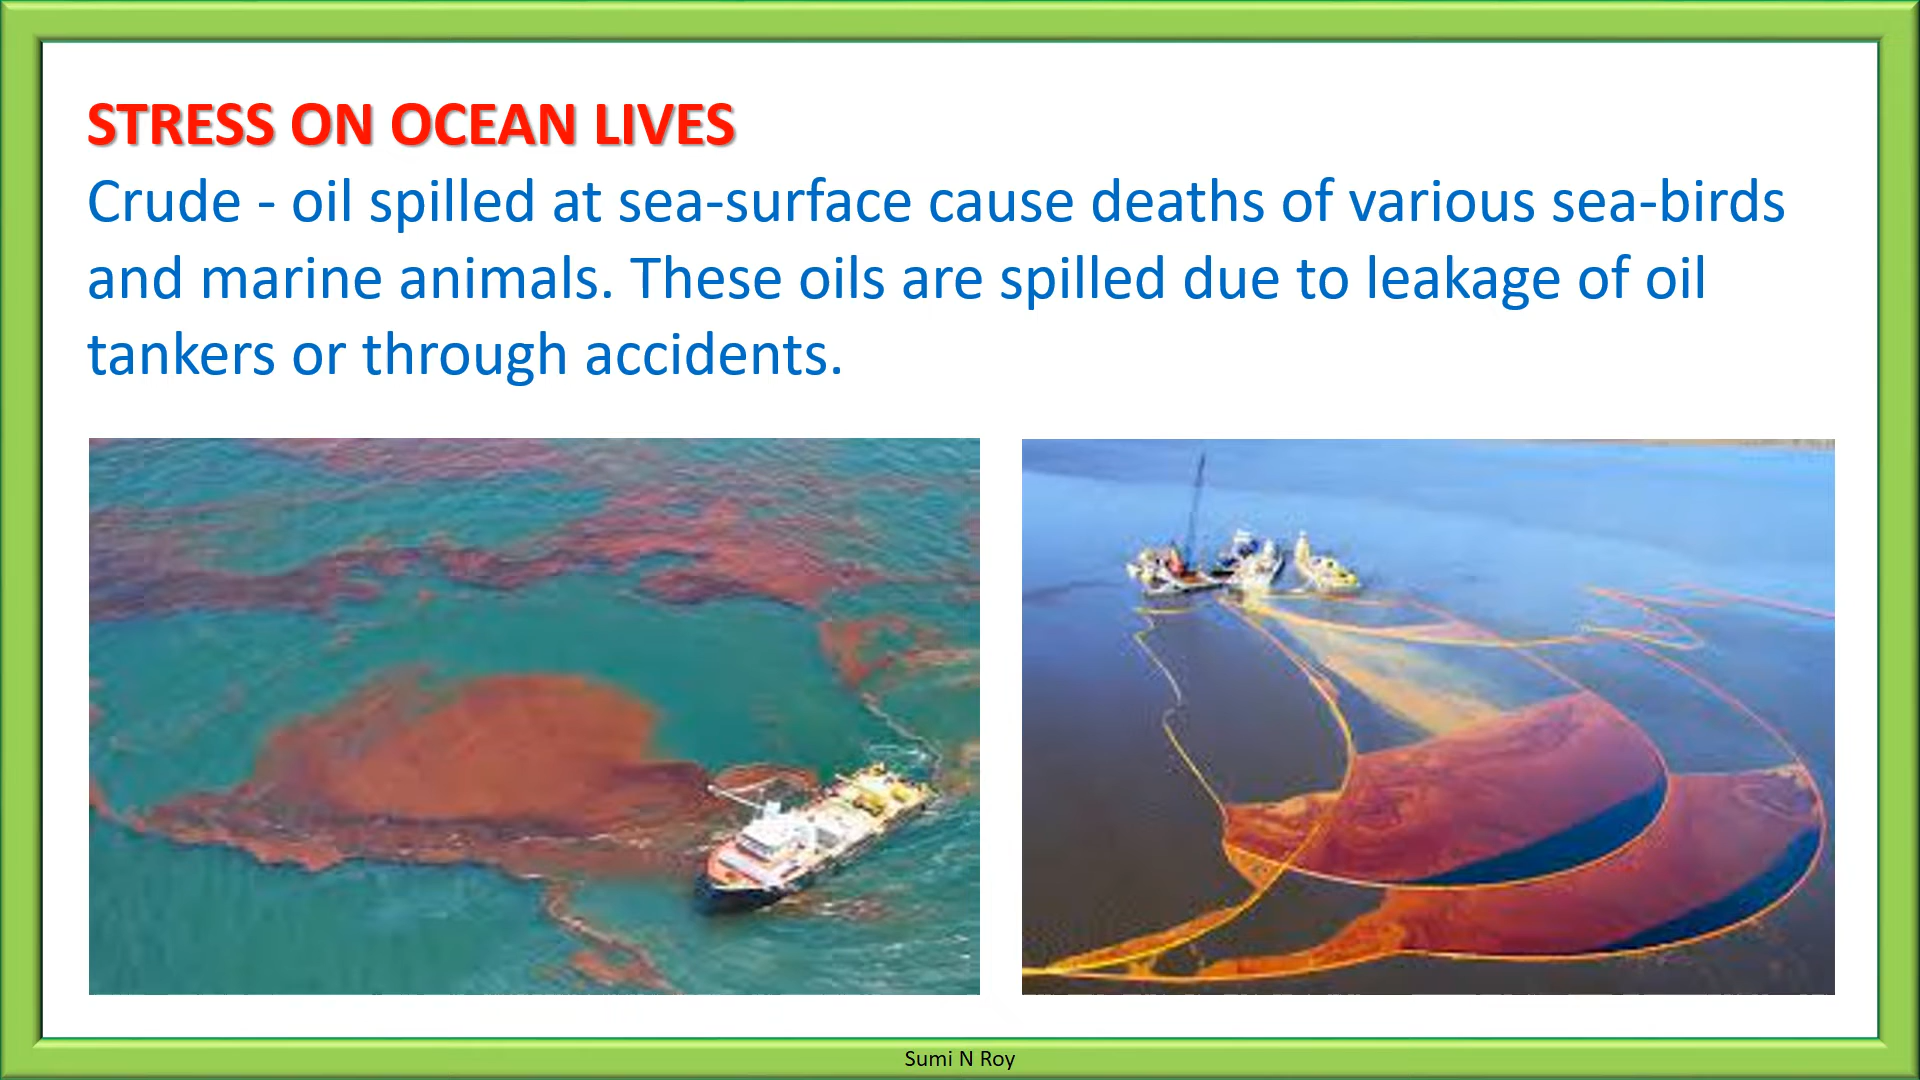 STRESS ON OCEAN LIVES
Crude - oil spilled at sea-surface cause deaths of various sea-birds
and marine animals. These oils are spilled due to leakage of oil
tankers or through accidents.
Sumi N Roy